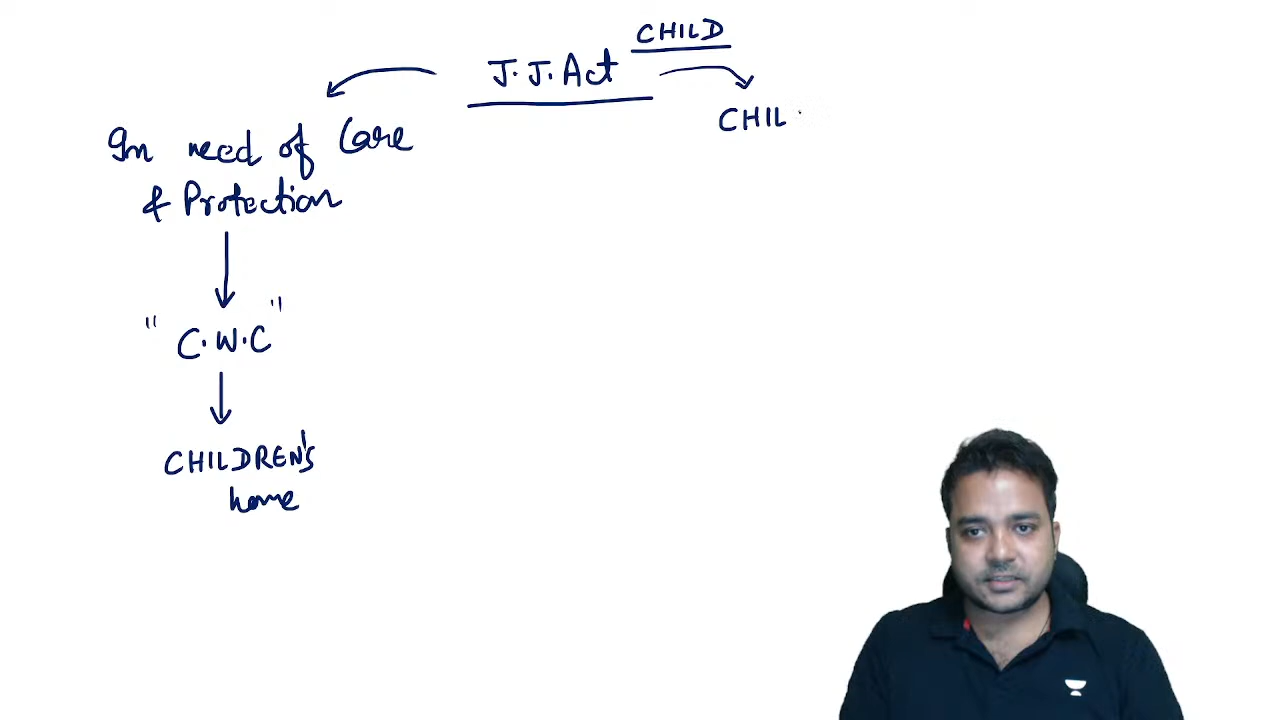 CHILD
J.J.Act
In need of Care
& Protection
"C.W.C"
CHILDREN's
home
CHIL